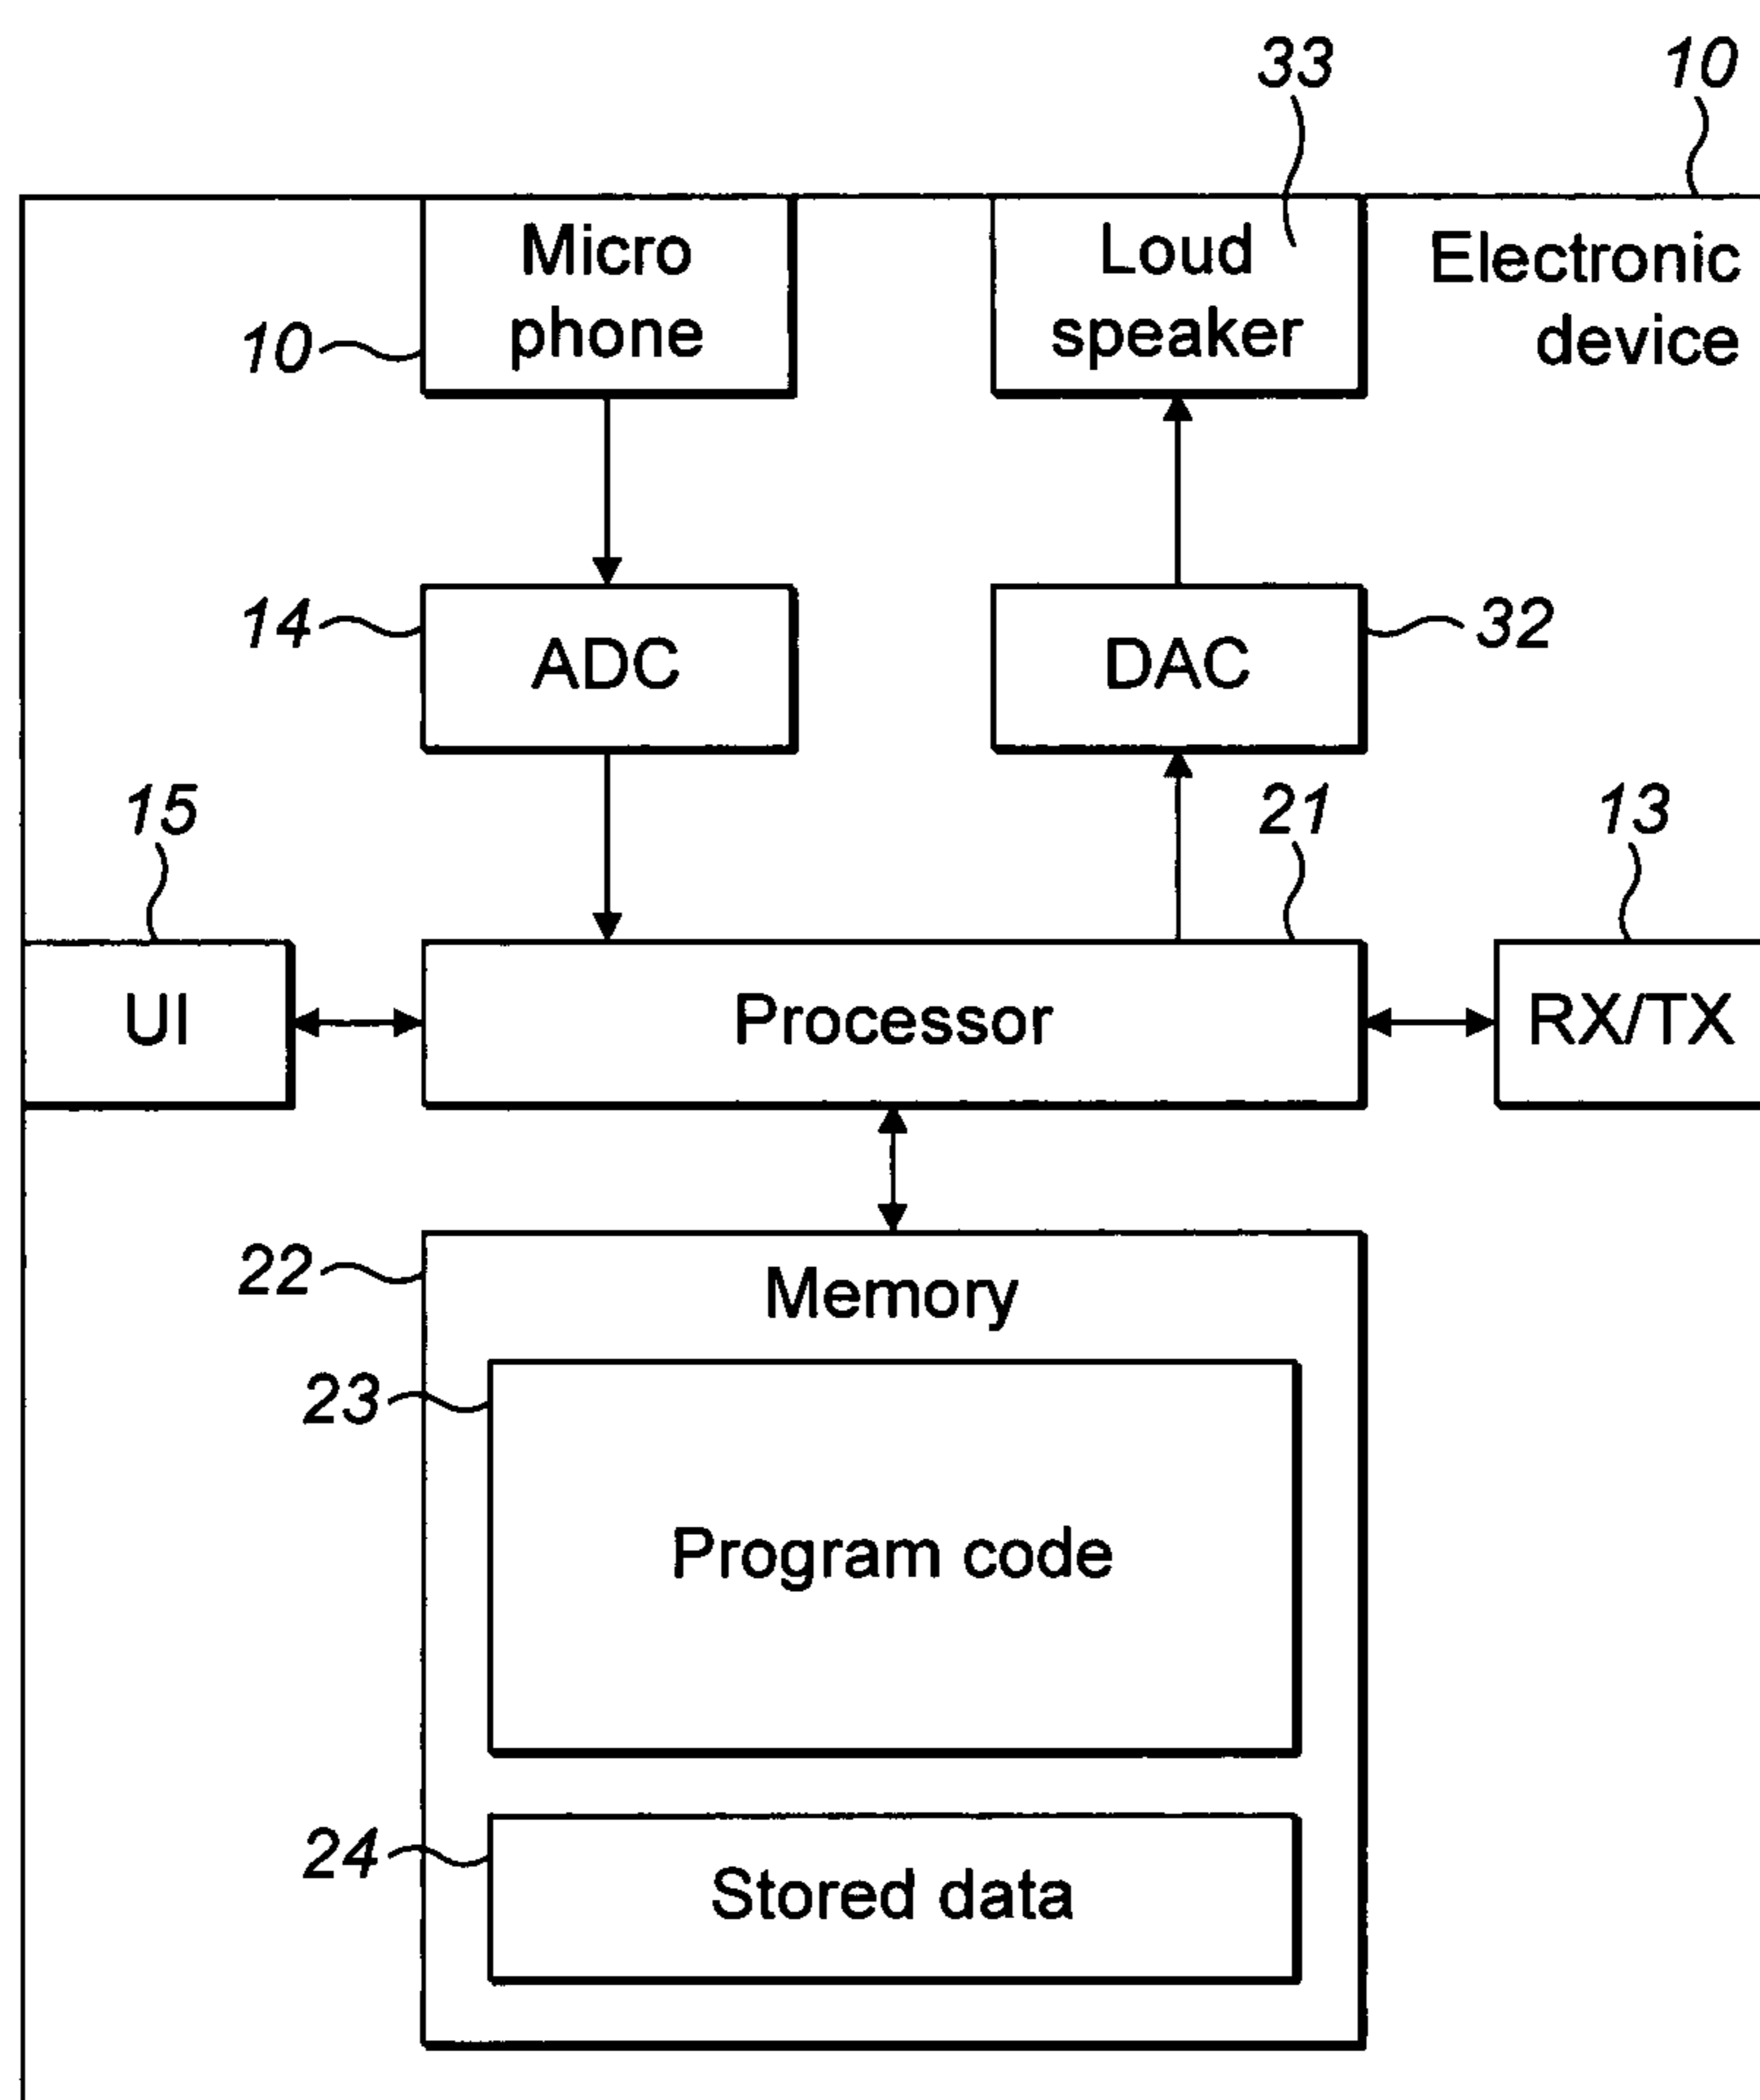 33
10
Micro
phone
Loud
speaker
Electronic
device
10
14
ADC
DAC
32
15
21
13
UI
Processor
RX/TX
22
Memory
23
Program code
24
Stored data